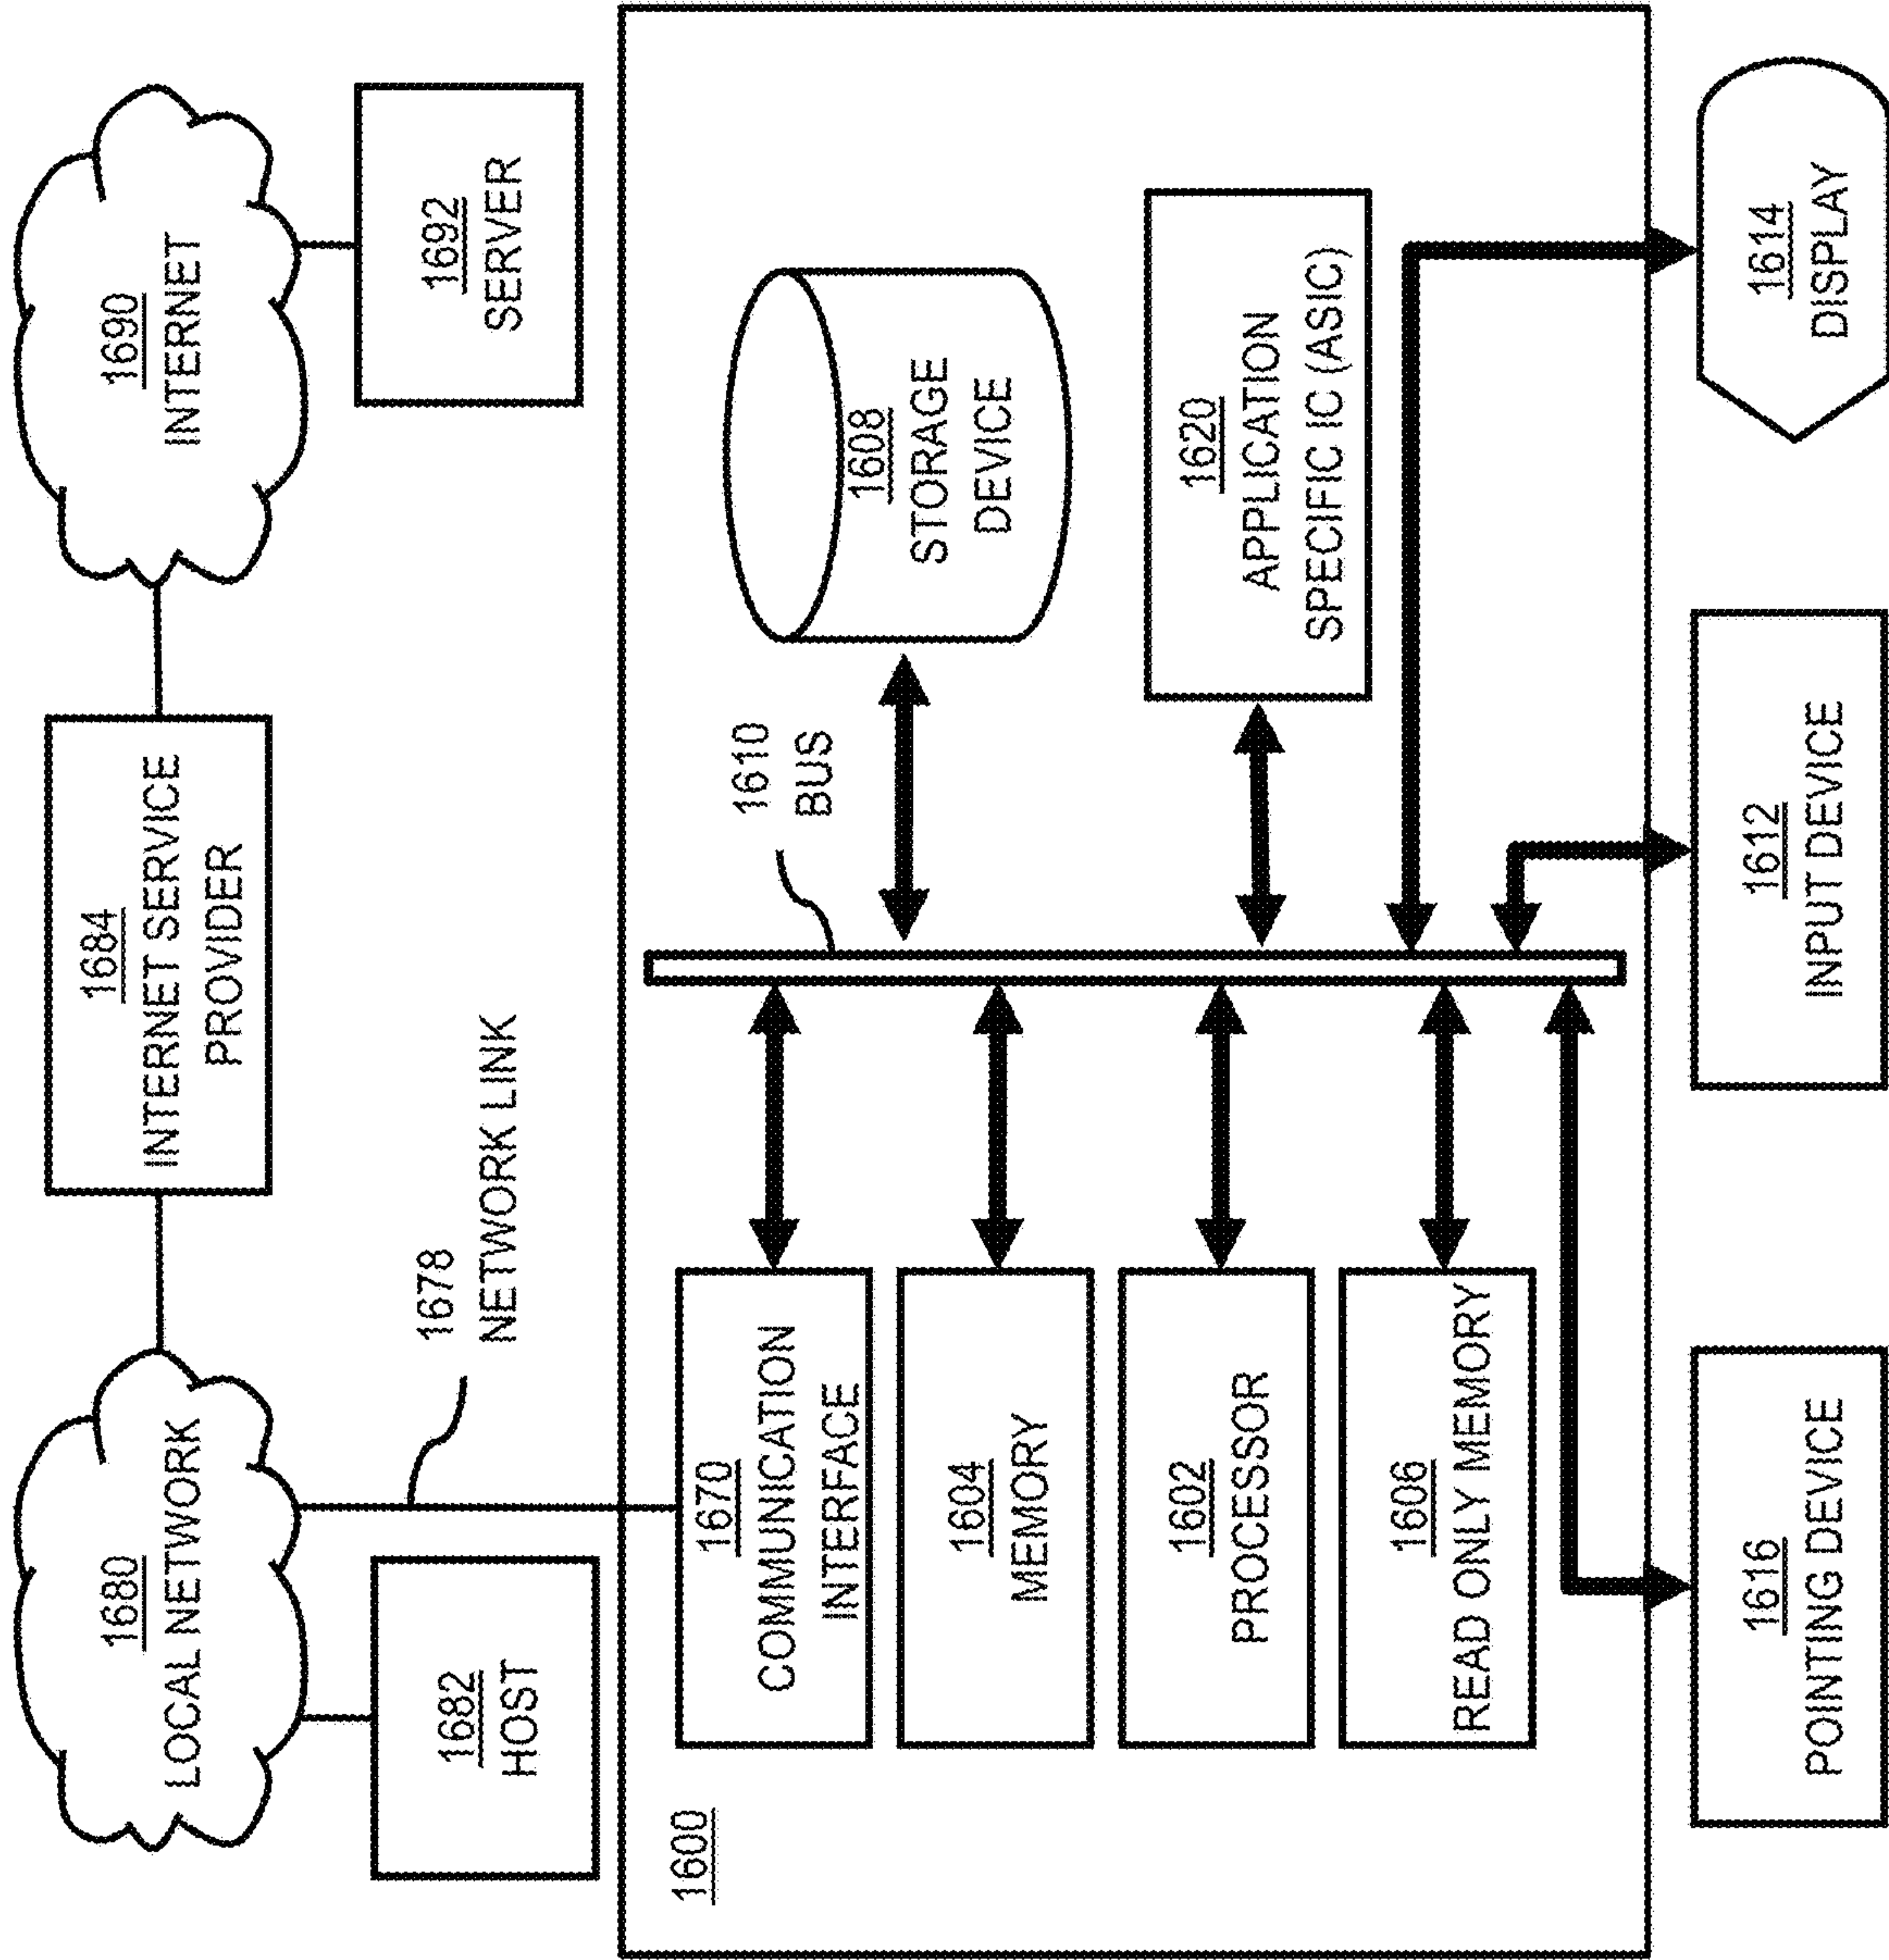 1680
LOCAL NETWORK
1684
INTERNET SERVICE
PROVIDER
1690
INTERNET
1682
HOST
1678
NETWORK LINK
1692
SERVER
1600
1670
COMMUNICATION
INTERFACE
1610
BUS
1608
STORAGE
DEVICE
1604
MEMORY
1602
PROCESSOR
1620
APPLICATION
SPECIFIC IC (ASIC)
1606
READ ONLY MEMORY
1616
POINTING DEVICE
1612
INPUT DEVICE
1614
DISPLAY